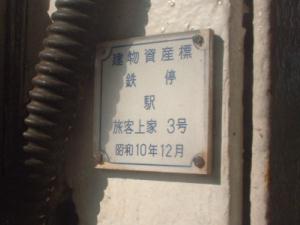 建物資産標
鉄 停
駅
旅客上家 3号
昭和10年12月